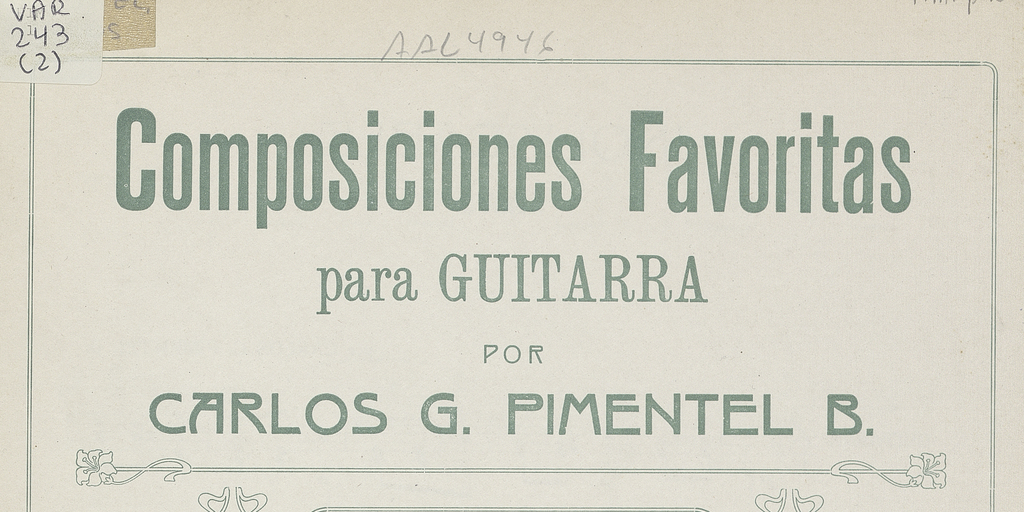 VAR
243
(2)
AAL4946
Composiciones Favoritas
para GUITARRA
POR
CARLOS G. PIMENTEL B.